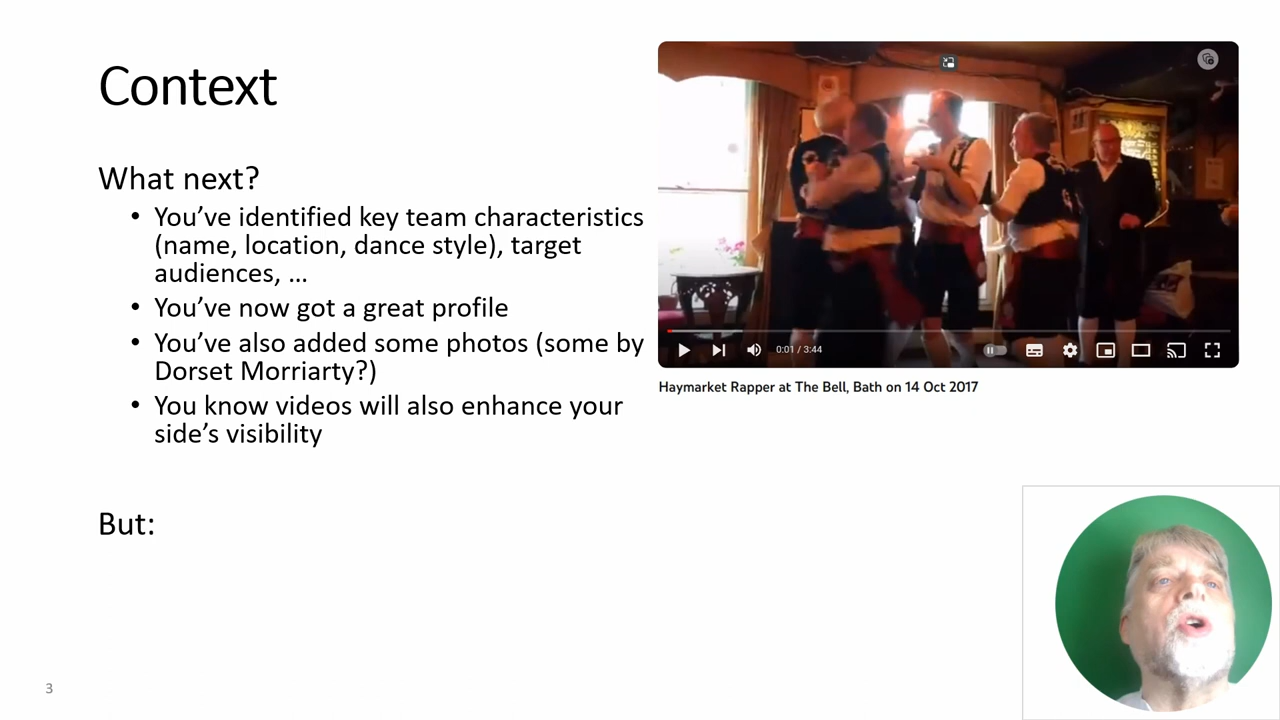 Context
What next?
• You’ve identified key team characteristics
(name, location, dance style), target
audiences, …
• You’ve now got a great profile
• You’ve also added some photos (some by
Dorset Morriarty?)
• You know videos will also enhance your
side’s visibility
But:
0:01 / 3:44
Haymarket Rapper at The Bell, Bath on 14 Oct 2017
3